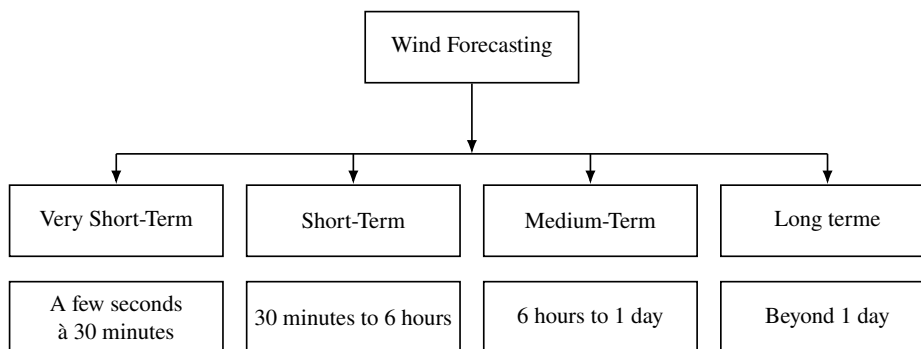 Wind Forecasting
Very Short-Term
Short-Term
Medium-Term
Long terme
A few seconds
à 30 minutes
30 minutes to 6 hours
6 hours to 1 day
Beyond 1 day